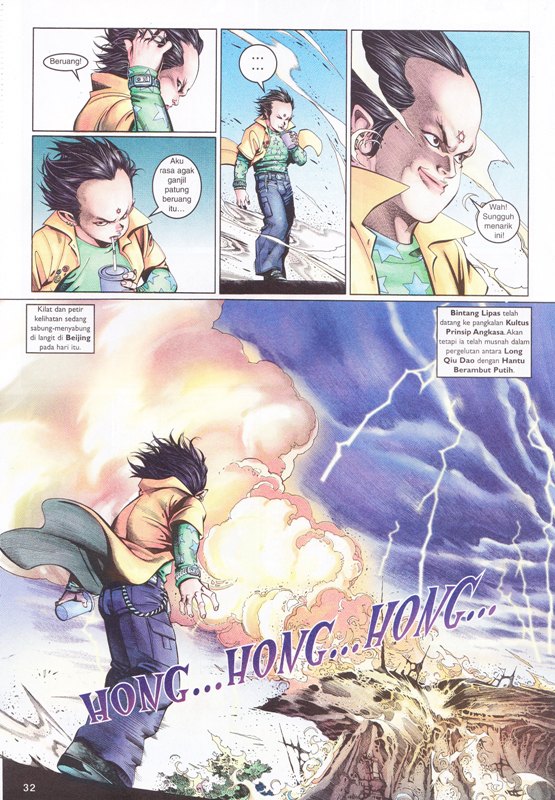 Beruang!
Aku
rasa agak
ganjil
patung
beruang
itu...
...
...
Wah!
Sungguh
menarik
ini!
Kilat dan petir
kelihatan sedang
sabung-menyabung
di langit di Beijing
pada hari itu.
Bintang Lipas telah
datang ke pangkalan Kultus
Prinsip Angkasa. Akan
tetapi ia telah musnah dalam
pergelutan antara Long
Qiu Dao dengan Hantu
Berambut Putih.
HONG...HONG...HONG...
32